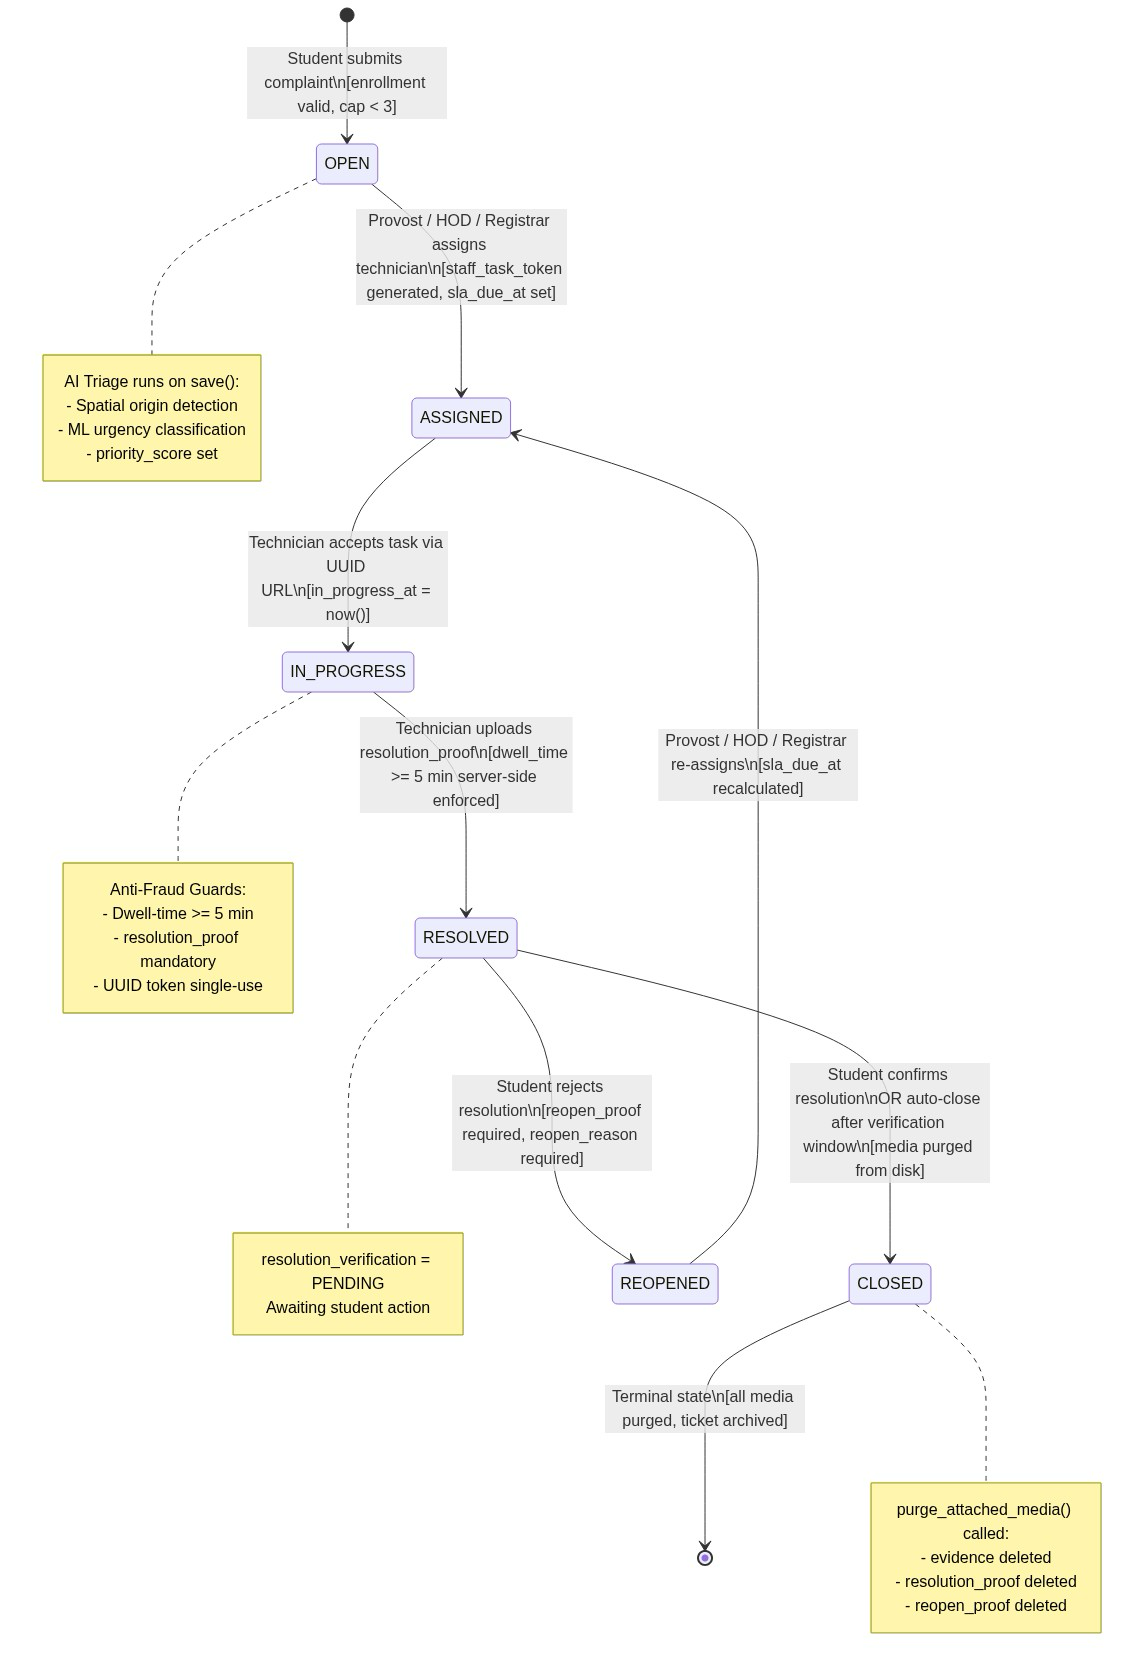 Student submits
complaint\n[enrollment
valid, cap < 3]
OPEN
Provost / HOD / Registrar
assigns
technician\n[staff_task_token
generated, sla_due_at set]
AI Triage runs on save():
- Spatial origin detection
- ML urgency classification
- priority_score set
ASSIGNED
Technician accepts task via
UUID
URL\n[in_progress_at =
now()]
IN_PROGRESS
Technician uploads
resolution_proof\n[dwell_time
>= 5 min server-side
enforced]
Provost / HOD / Registrar
re-assigns\n[sla_due_at
recalculated]
Anti-Fraud Guards:
- Dwell-time >= 5 min
- resolution_proof
mandatory
- UUID token single-use
RESOLVED
Student rejects
resolution\n[reopen_proof
required, reopen_reason
required]
Student confirms
resolution\nOR auto-close
after verification
window\n[media purged
from disk]
resolution_verification =
PENDING
Awaiting student action
REOPENED
CLOSED
Terminal state\n[all media
purged, ticket archived]
purge_attached_media()
called:
- evidence deleted
- resolution_proof deleted
- reopen_proof deleted